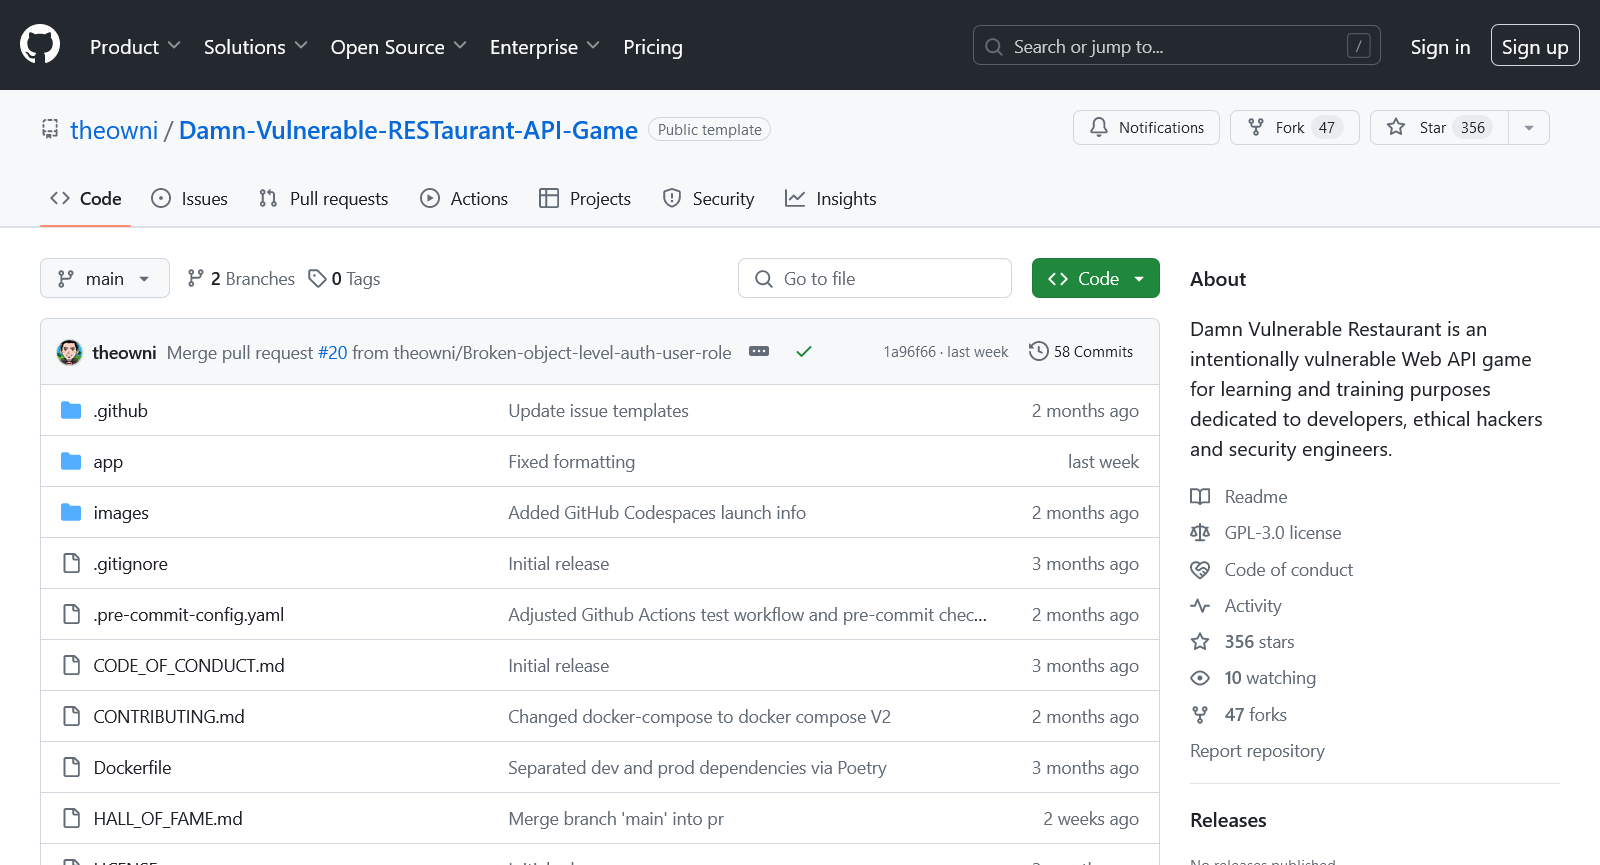 Product Solutions Open Source Enterprise Pricing Search or jump to... / Sign in Sign up
theowni / Damn-Vulnerable-RESTaurant-API-Game Public template Notifications Fork 47 Star 356
Code Issues Pull requests Actions Projects Security Insights
main 2 Branches 0 Tags Go to file Code
theowni Merge pull request #20 from theowni/Broken-object-level-auth-user-role 1a96f66 · last week 58 Commits
.github Update issue templates 2 months ago
app Fixed formatting last week
images Added GitHub Codespaces launch info 2 months ago
.gitignore Initial release 3 months ago
.pre-commit-config.yaml Adjusted Github Actions test workflow and pre-commit chec... 2 months ago
CODE_OF_CONDUCT.md Initial release 3 months ago
CONTRIBUTING.md Changed docker-compose to docker compose V2 2 months ago
Dockerfile Separated dev and prod dependencies via Poetry 3 months ago
HALL_OF_FAME.md Merge branch 'main' into pr 2 weeks ago
About
Damn Vulnerable Restaurant is an
intentionally vulnerable Web API game
for learning and training purposes
dedicated to developers, ethical hackers
and security engineers.
Readme
GPL-3.0 license
Code of conduct
Activity
356 stars
10 watching
47 forks
Report repository
Releases
No releases published